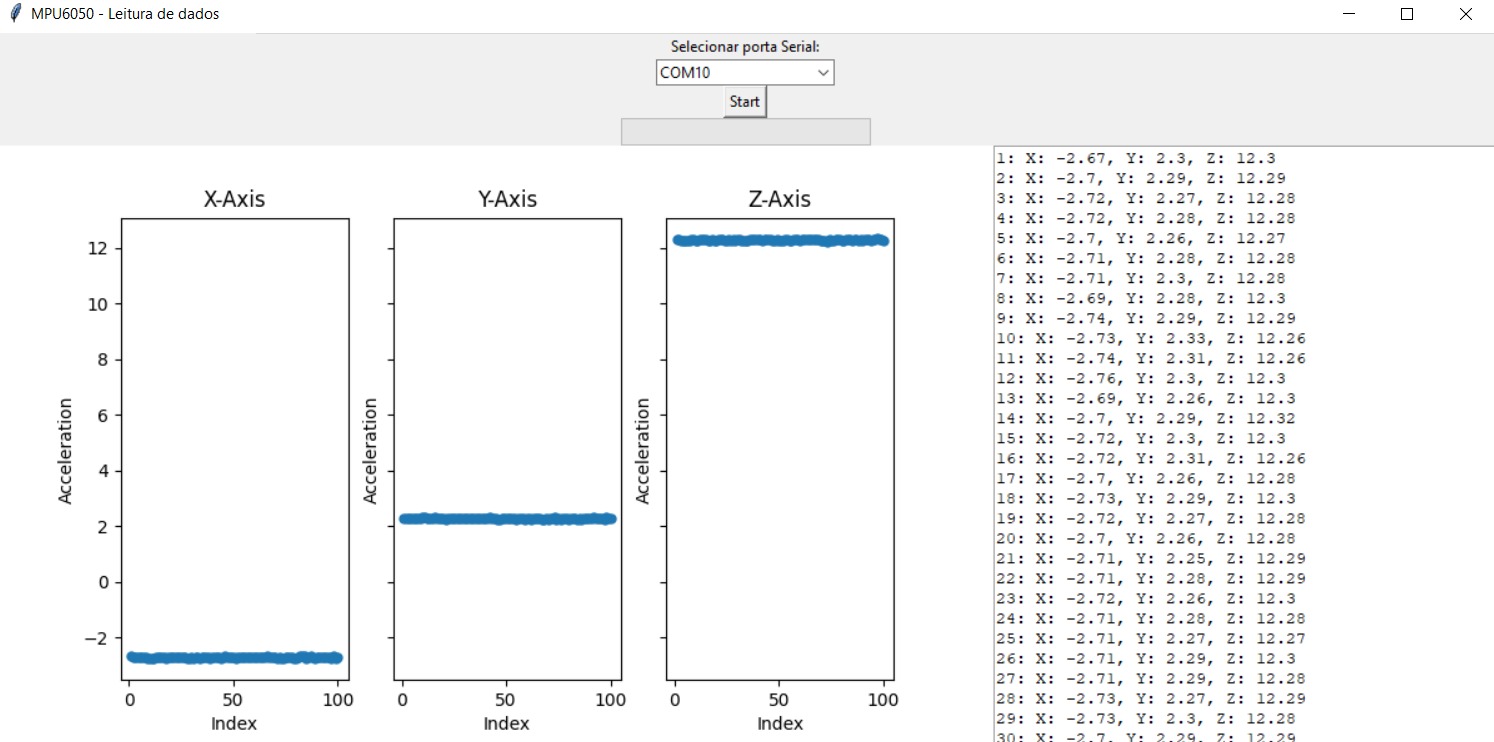 MPU6050 - Leitura de dados
Selecionar porta Serial:
COM10
Start
X-Axis
Y-Axis
Z-Axis
12
10
8
6
4
2
0
−2
Acceleration
Acceleration
Acceleration
0 50 100
0 50 100
0 50 100
Index
Index
Index
1: X: -2.67, Y: 2.3, Z: 12.3
2: X: -2.7, Y: 2.29, Z: 12.29
3: X: -2.72, Y: 2.27, Z: 12.28
4: X: -2.72, Y: 2.28, Z: 12.28
5: X: -2.7, Y: 2.26, Z: 12.27
6: X: -2.71, Y: 2.28, Z: 12.28
7: X: -2.71, Y: 2.3, Z: 12.28
8: X: -2.69, Y: 2.28, Z: 12.3
9: X: -2.74, Y: 2.29, Z: 12.29
10: X: -2.73, Y: 2.33, Z: 12.26
11: X: -2.74, Y: 2.31, Z: 12.26
12: X: -2.76, Y: 2.3, Z: 12.3
13: X: -2.69, Y: 2.26, Z: 12.3
14: X: -2.7, Y: 2.29, Z: 12.32
15: X: -2.72, Y: 2.3, Z: 12.3
16: X: -2.72, Y: 2.31, Z: 12.26
17: X: -2.7, Y: 2.26, Z: 12.28
18: X: -2.73, Y: 2.29, Z: 12.3
19: X: -2.72, Y: 2.27, Z: 12.28
20: X: -2.7, Y: 2.26, Z: 12.28
21: X: -2.71, Y: 2.25, Z: 12.29
22: X: -2.71, Y: 2.28, Z: 12.29
23: X: -2.72, Y: 2.26, Z: 12.3
24: X: -2.71, Y: 2.28, Z: 12.28
25: X: -2.71, Y: 2.27, Z: 12.27
26: X: -2.71, Y: 2.29, Z: 12.3
27: X: -2.71, Y: 2.29, Z: 12.28
28: X: -2.73, Y: 2.27, Z: 12.29
29: X: -2.73, Y: 2.3, Z: 12.28
30: X: -2.7, Y: 2.29, Z: 12.29